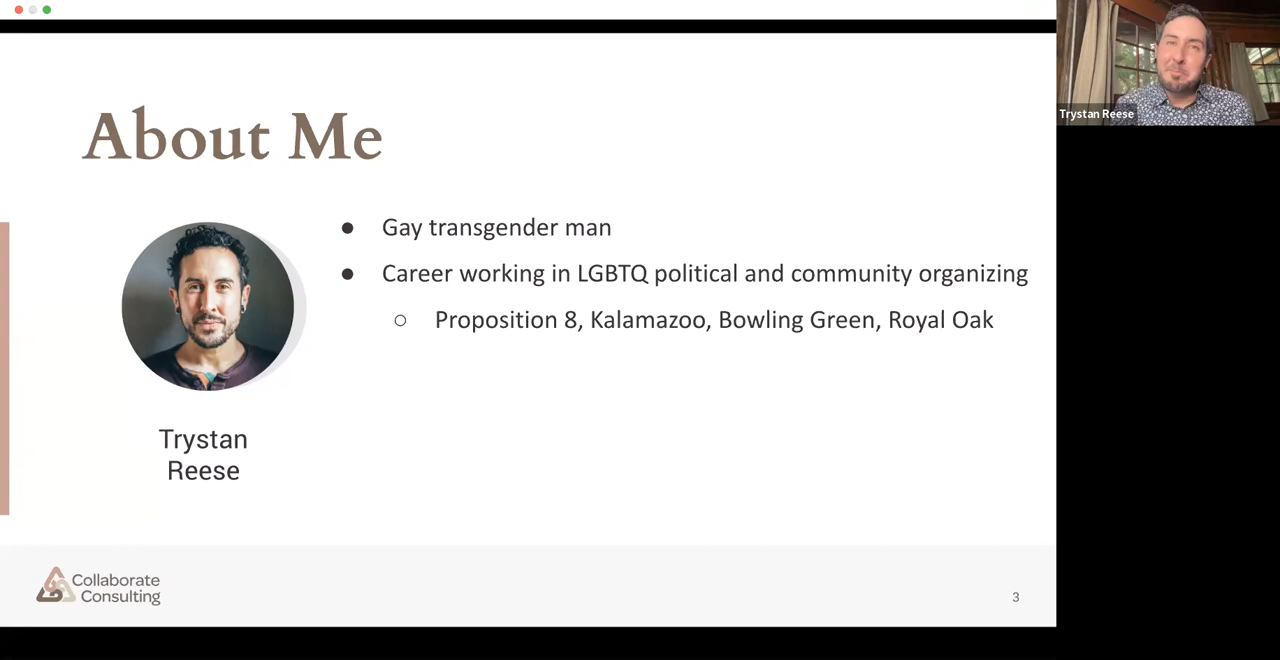 About Me
Trystan Reese
● Gay transgender man
● Career working in LGBTQ political and community organizing
○ Proposition 8, Kalamazoo, Bowling Green, Royal Oak
Trystan
Reese
Collaborate
Consulting
3